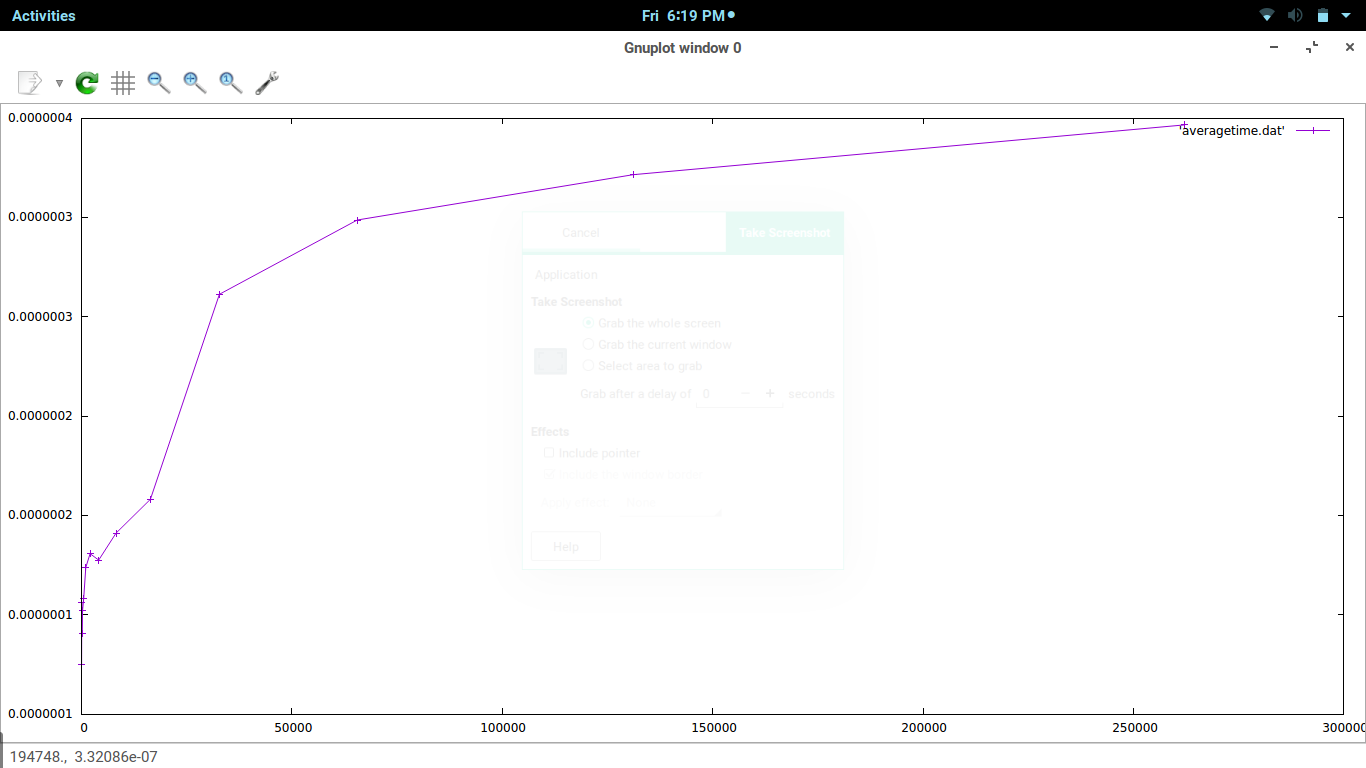 Activities
Fri 6:19 PM
Gnuplot window 0
0.0000004
'averagetime.dat'
0.0000003
Cancel
Take Screenshot
Application
Take Screenshot
0.0000003
Grab the whole screen
Grab the current window
Select area to grab
Grab after a delay of 0 − + seconds
0.0000002
Effects
Include pointer
0.0000002
Help
0.0000001
0.0000001
0 50000 100000 150000 200000 250000 300000
194748., 3.32086e-07